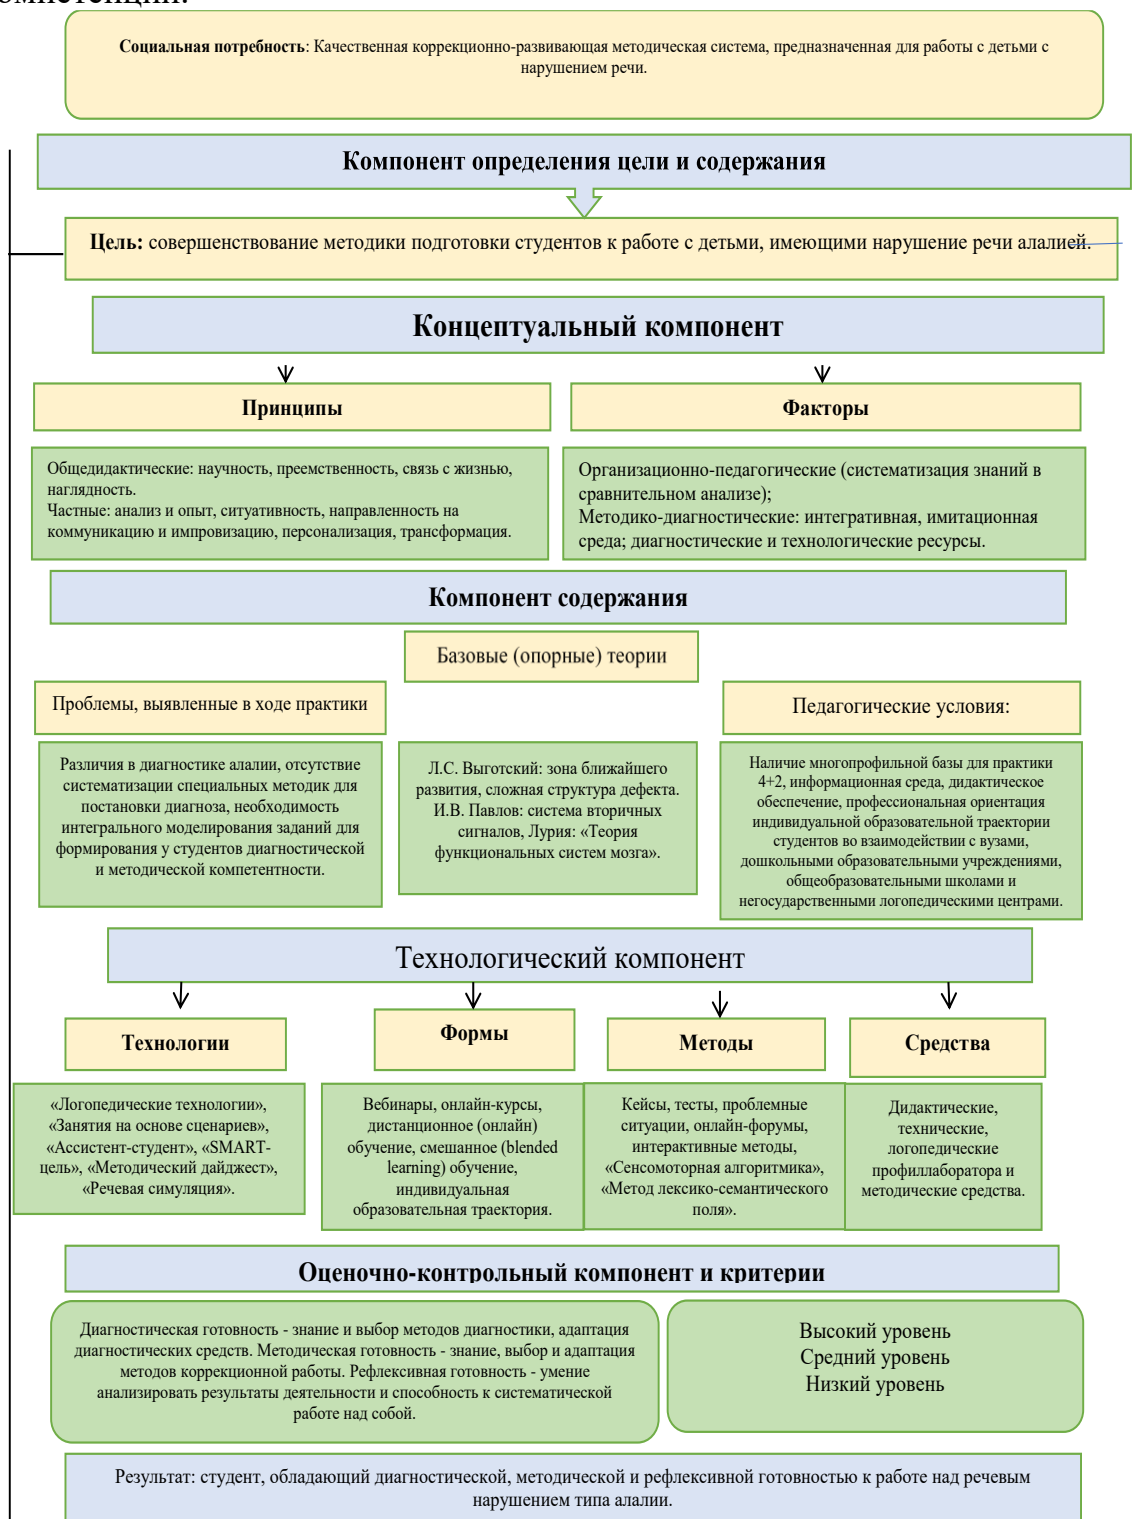 Социальная потребность: Качественная коррекционно-развивающая методическая система, предназначенная для работы с детьми с
нарушением речи.
Компонент определения цели и содержания
Цель: совершенствование методики подготовки студентов к работе с детьми, имеющими нарушение речи алалией.
Концептуальный компонент
Принципы
Факторы
Общедидактические: научность, преемственность, связь с жизнью,
наглядность.
Частные: анализ и опыт, ситуативность, направленность на
коммуникацию и импровизацию, персонализация, трансформация.
Организационно-педагогические (систематизация знаний в
сравнительном анализе);
Методико-диагностические: интегративная, имитационная
среда; диагностические и технологические ресурсы.
Компонент содержания
Базовые (опорные) теории
Проблемы, выявленные в ходе практики
Педагогические условия:
Различия в диагностике алалии, отсутствие
систематизации специальных методик для
постановки диагноза, необходимость
интегрального моделирования заданий для
формирования у студентов диагностической
и методической компетентности.
Л.С. Выготский: зона ближайшего
развития, сложная структура дефекта.
И.В. Павлов: система вторичных
сигналов, Лурия: «Теория
функциональных систем мозга».
Наличие многопрофильной базы для практики
4+2, информационная среда, дидактическое
обеспечение, профессиональная ориентация
индивидуальной образовательной траектории
студентов во взаимодействии с вузами,
дошкольными образовательными учреждениями,
общеобразовательными школами и
негосударственными логопедическими центрами.
Технологический компонент
Технологии
Формы
Методы
Средства
«Логопедические технологии»,
«Занятия на основе сценариев»,
«Ассистент-студент», «SMART-
цель», «Методический дайджест»,
«Речевая симуляция».
Вебинары, онлайн-курсы,
дистанционное (онлайн)
обучение, смешанное (blended
learning) обучение,
индивидуальная
образовательная траектория.
Кейсы, тесты, проблемные
ситуации, онлайн-форумы,
интерактивные методы,
«Сенсомоторная алгоритмика»,
«Метод лексико-семантического
поля».
Дидактические,
технические,
логопедические
профиллаборатора и
методические средства.
Оценочно-контрольный компонент и критерии
Диагностическая готовность - знание и выбор методов диагностики, адаптация
диагностических средств. Методическая готовность - знание, выбор и адаптация
методов коррекционной работы. Рефлексивная готовность - умение
анализировать результаты деятельности и способность к систематической
работе над собой.
Высокий уровень
Средний уровень
Низкий уровень
Результат: студент, обладающий диагностической, методической и рефлексивной готовностью к работе над речевым
нарушением типа алалии.